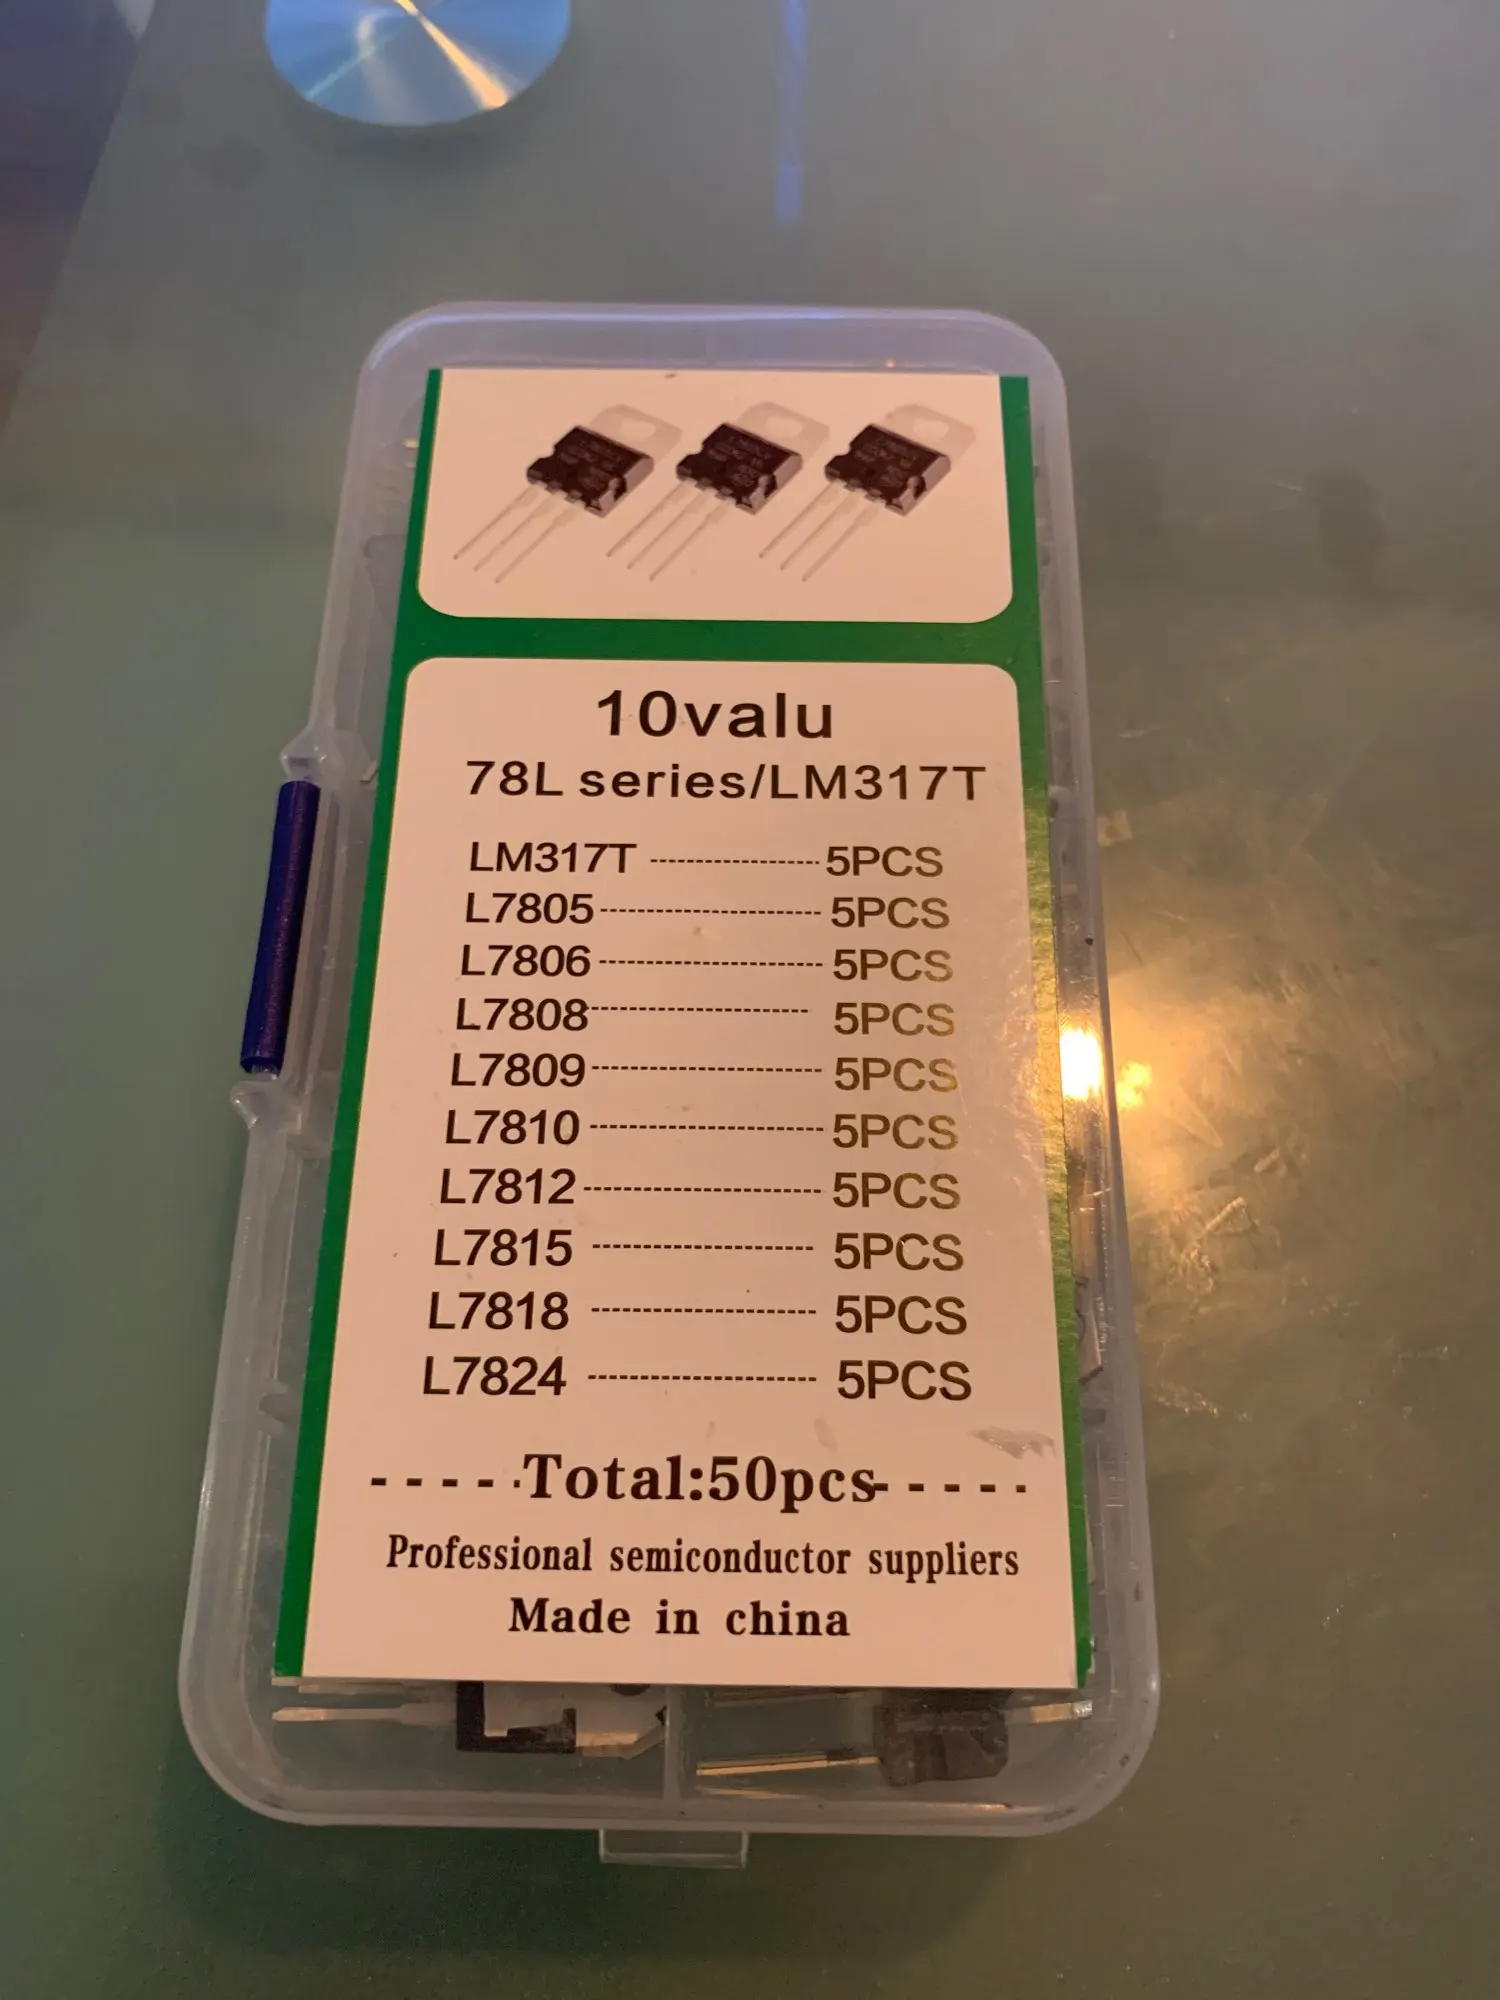 10valu
78L series/LM317T
LM317T -------------------- 5PCS
L7805 -------------------- 5PCS
L7806 -------------------- 5PCS
L7808 -------------------- 5PCS
L7809 -------------------- 5PCS
L7810 -------------------- 5PCS
L7812 -------------------- 5PCS
L7815 -------------------- 5PCS
L7818 -------------------- 5PCS
L7824 -------------------- 5PCS
- - - - -Total:50pcs- - - - -
Professional semiconductor suppliers
Made in china